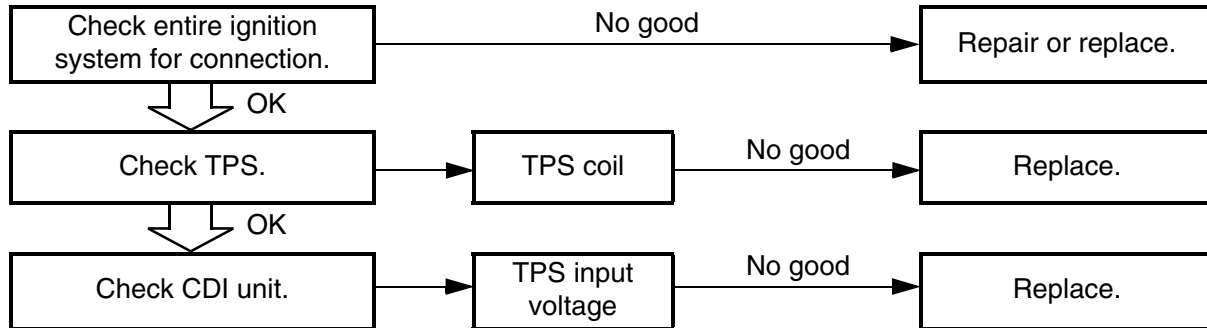 Check entire ignition
system for connection.
No good
Repair or replace.
OK
Check TPS.
TPS coil
No good
Replace.
OK
Check CDI unit.
TPS input
voltage
No good
Replace.